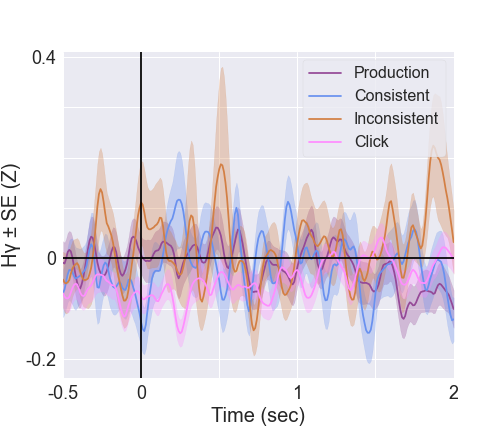 0.4
0
-0.2
Hγ ± SE (Z)
Production
Consistent
Inconsistent
Click
-0.5 0 1 2
Time (sec)